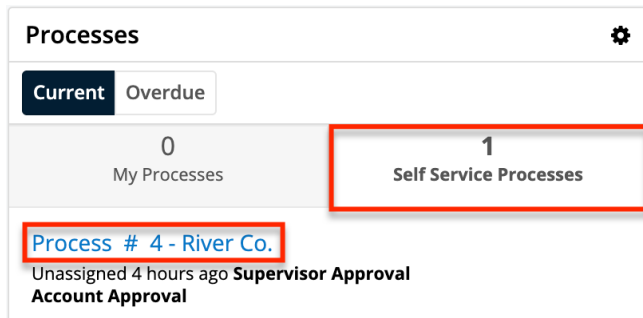 Processes
Current Overdue
0
My Processes
1
Self Service Processes
Process # 4 - River Co.
Unassigned 4 hours ago Supervisor Approval
Account Approval